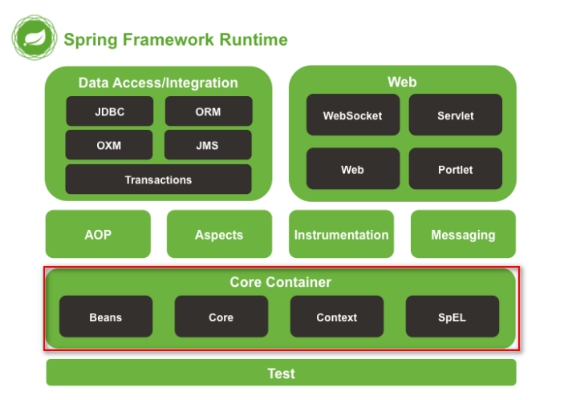 Spring Framework Runtime
Data Access/Integration
JDBC
ORM
OXM
JMS
Transactions
Web
WebSocket
Servlet
Web
Portlet
AOP
Aspects
Instrumentation
Messaging
Core Container
Beans
Core
Context
SpEL
Test